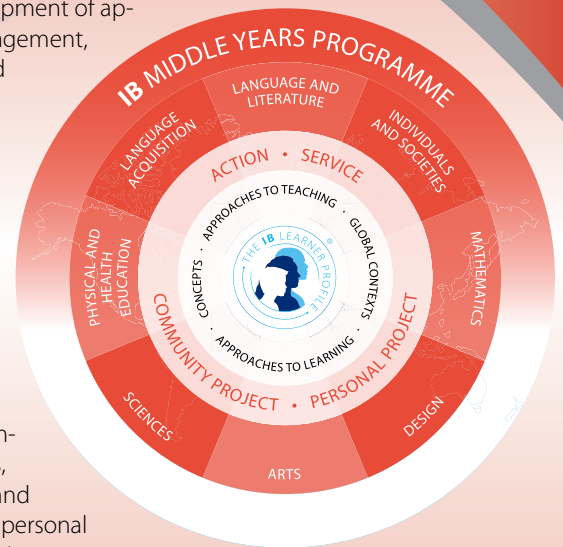 pment of ap-
agement,
d
IB MIDDLE YEARS PROGRAMME
LANGUAGE AND
LITERATURE
LANGUAGE
ACQUISITION
INDIVIDUALS
AND SOCIETIES
ACTION • SERVICE
APPROACHES TO TEACHING ·
GLOBAL CONTEXTS ·
THE IB LEARNER PROFILE
®
CONCEPTS ·
APPROACHES TO LEARNING ·
PHYSICAL AND
HEALTH
EDUCATION
MATHEMATICS
COMMUNITY PROJECT • PERSONAL PROJECT
SCIENCES
DESIGN
ARTS
n-
,
and
personal